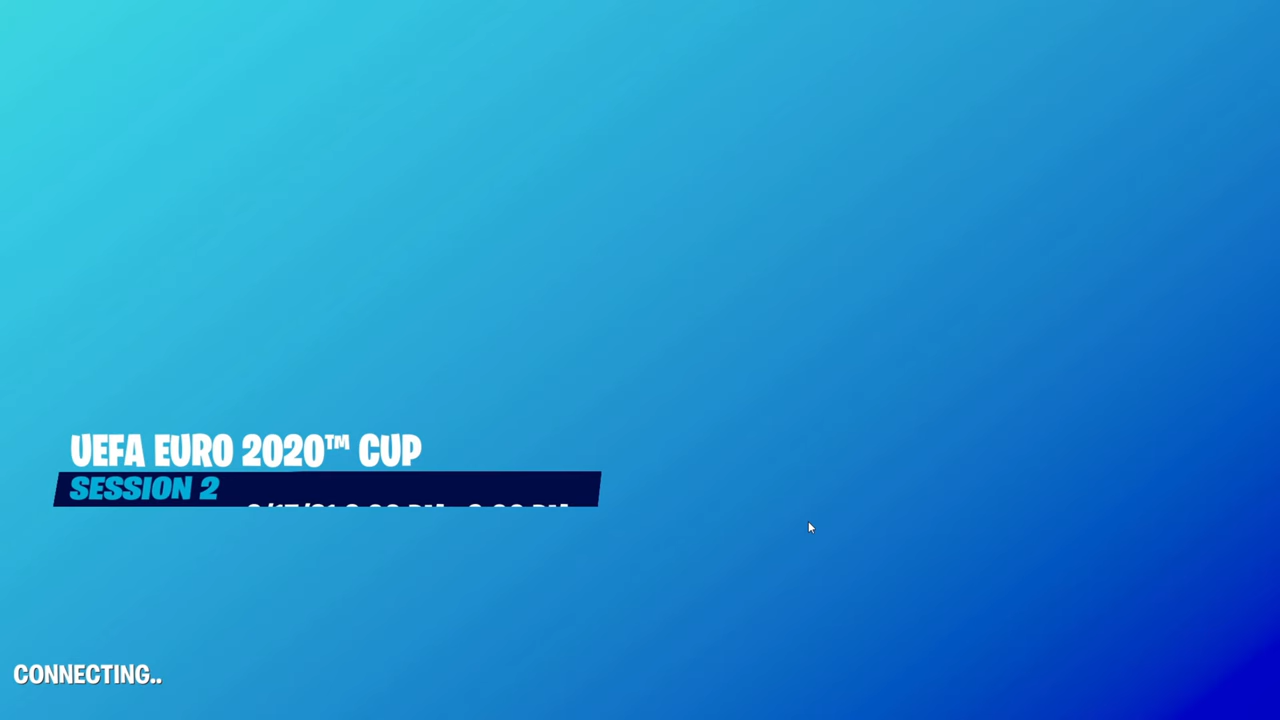 UEFA EURO 2020™ CUP
SESSION 2
CONNECTING..